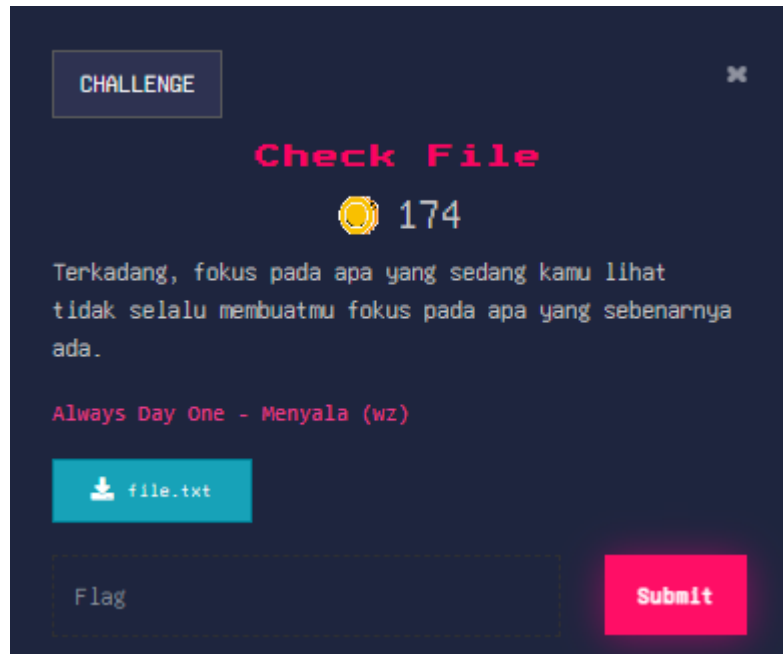 CHALLENGE
Check File
174
Terkadang, fokus pada apa yang sedang kamu lihat
tidak selalu membuatmu fokus pada apa yang sebenarnya
ada.
Always Day One - Menyala (wz)
file.txt
Flag
Submit